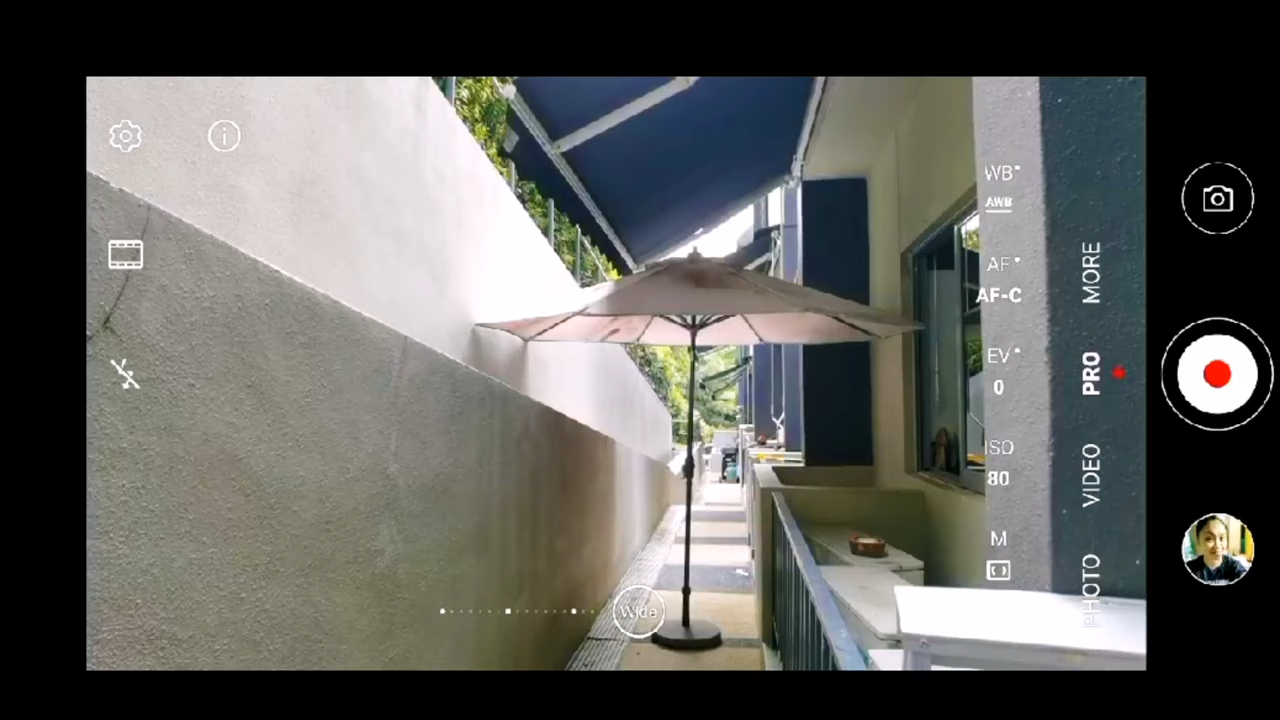 WB•
AWB
AF•
AF-C
EV•
0
ISO
80
M
MORE
PRO
VIDEO
PHOTO
Wide